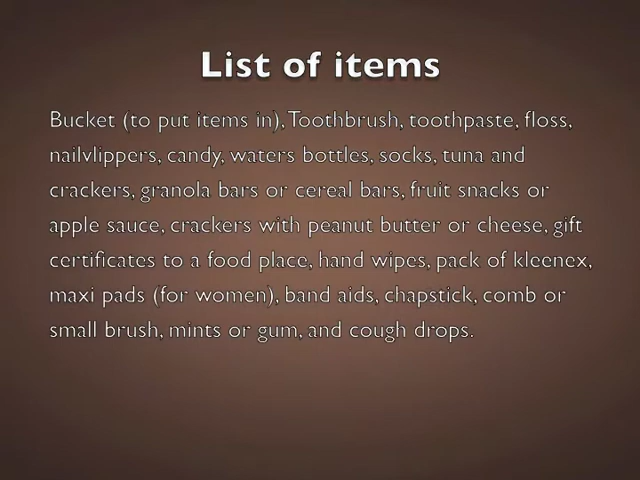 List of items
Bucket (to put items in), Toothbrush, toothpaste, floss,
nailvlippers, candy, waters bottles, socks, tuna and
crackers, granola bars or cereal bars, fruit snacks or
apple sauce, crackers with peanut butter or cheese, gift
certificates to a food place, hand wipes, pack of kleenex,
maxi pads (for women), band aids, chapstick, comb or
small brush, mints or gum, and cough drops.